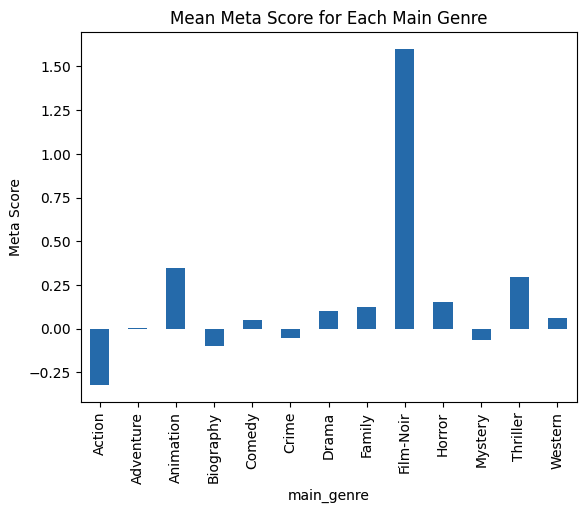 Mean Meta Score for Each Main Genre
Meta Score
1.50
1.25
1.00
0.75
0.50
0.25
0.00
−0.25
Action
Adventure
Animation
Biography
Comedy
Crime
Drama
Family
Film-Noir
Horror
Mystery
Thriller
Western
main_genre